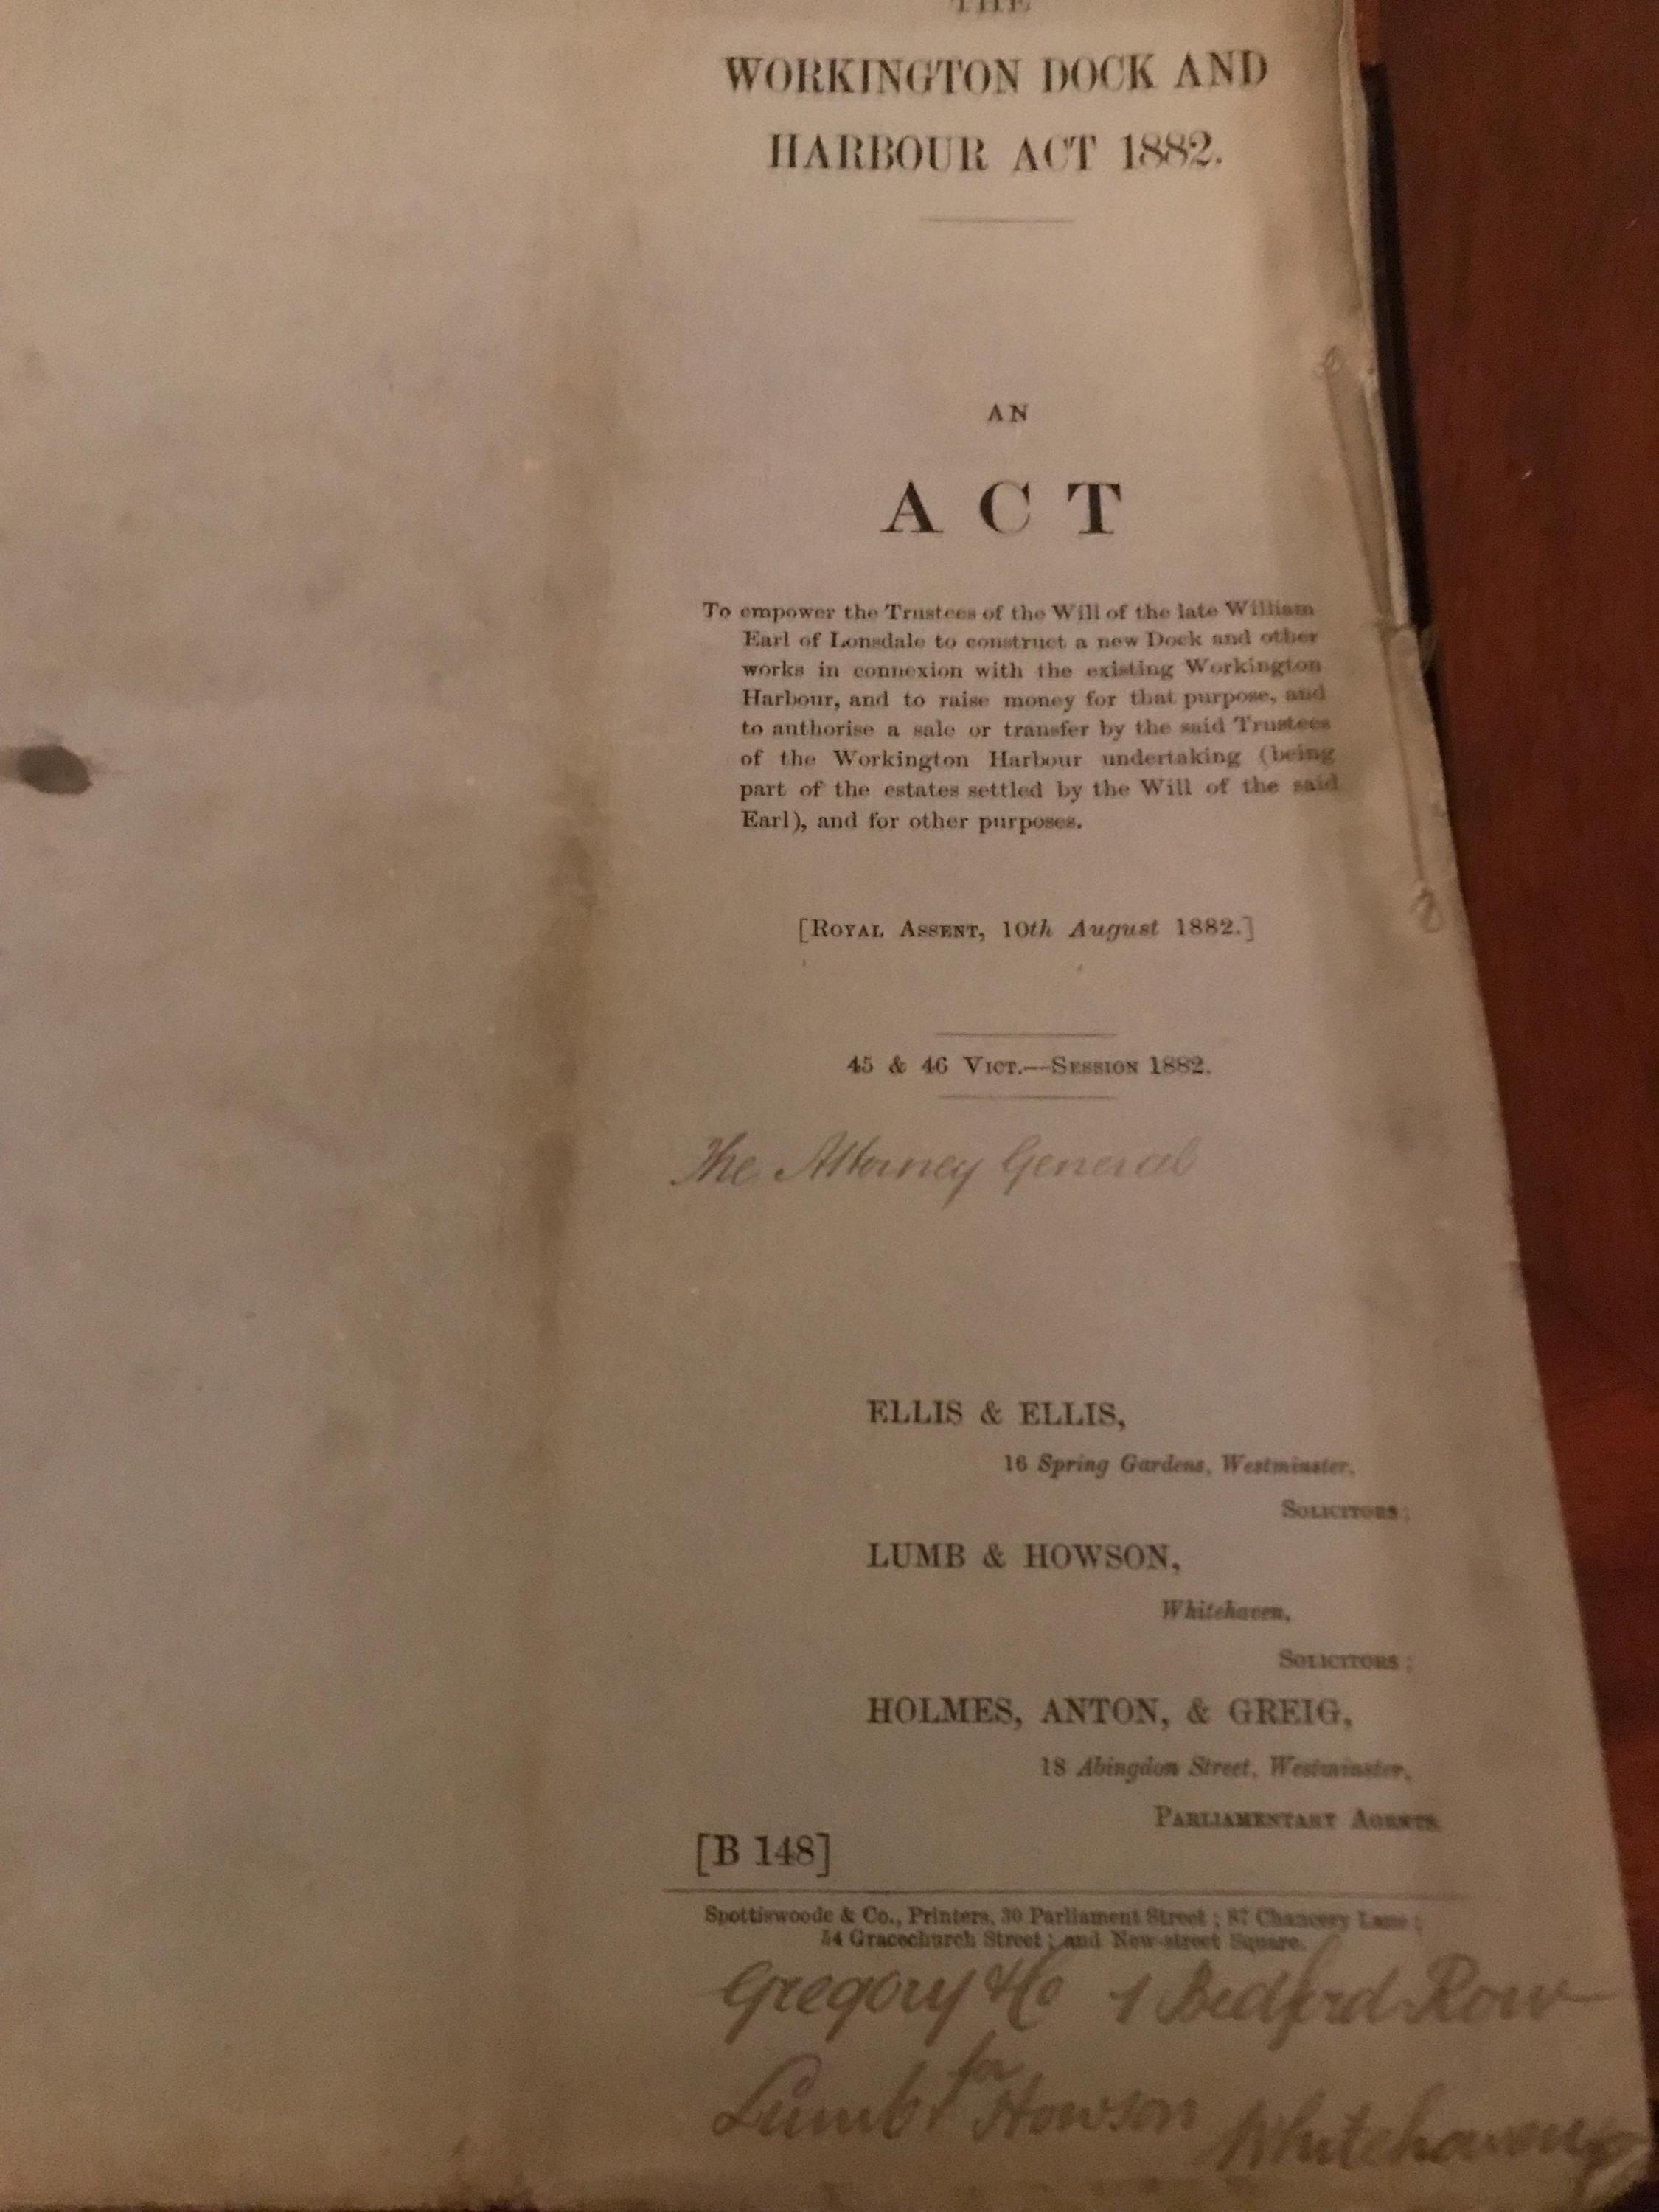 THE
WORKINGTON DOCK AND
HARBOUR ACT 1882.
AN
ACT
To empower the Trustees of the Will of the late William
Earl of Lonsdale to construct a new Dock and other
works in connexion with the existing Workington
Harbour, and to raise money for that purpose, and
to authorise a sale or transfer by the said Trustees
of the Workington Harbour undertaking (being
part of the estates settled by the Will of the said
Earl), and for other purposes.
[ROYAL ASSENT, 10th August 1882.]
45 & 46 VICT.—SESSION 1882.
The Attorney General
ELLIS & ELLIS,
16 Spring Gardens, Westminster,
SOLICITORS;
LUMB & HOWSON,
Whitehaven,
SOLICITORS;
HOLMES, ANTON, & GREIG,
18 Abingdon Street, Westminster,
PARLIAMENTARY AGENTS.
[B 148]
Spottiswoode & Co., Printers, 30 Parliament Street; 87 Chancery Lane;
54 Gracechurch Street; and New-street Square.
Gregory & Co 1 Bedford Row
for
Lumb & Howson Whitehaven